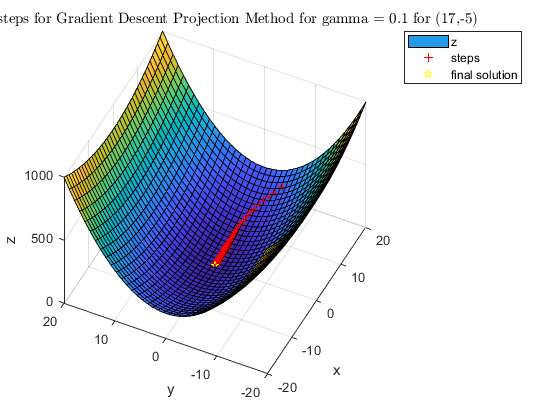 steps for Gradient Descent Projection Method for gamma = 0.1 for (17,-5)
z
steps
final solution
1000
500
0
z
20
10
0
-10
-20
y
20
10
0
-10
-20
x